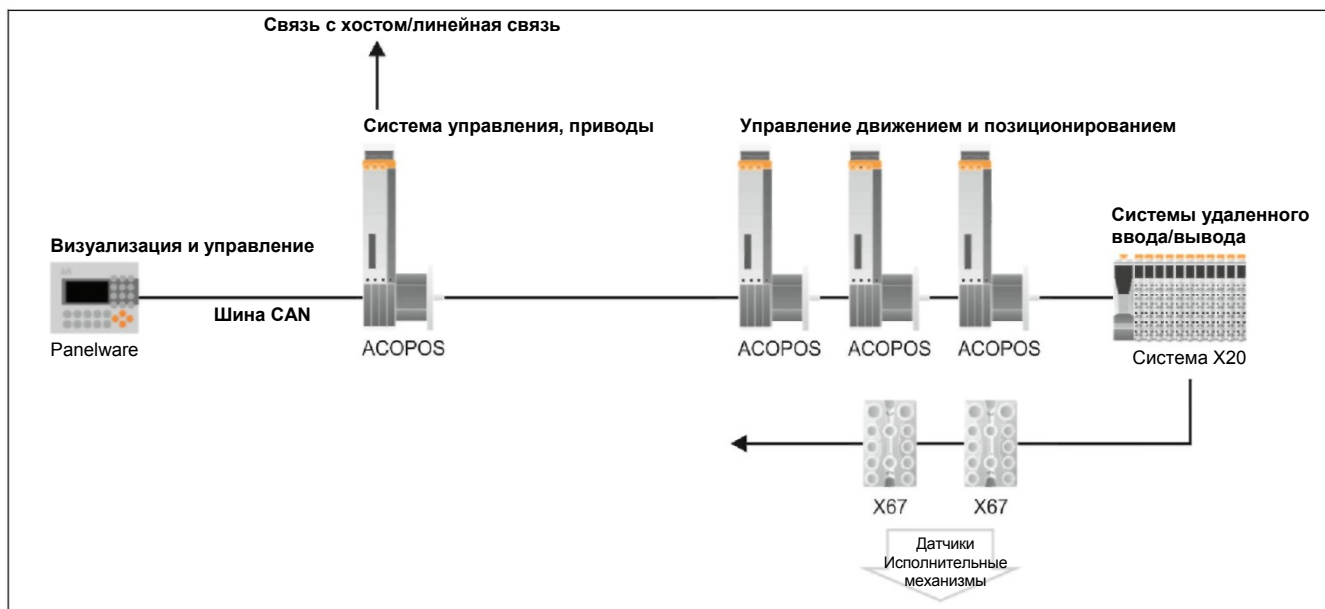 Связь с хостом/линейная связь
Система управления, приводы
Управление движением и позиционированием
Системы удаленного
ввода/вывода
Визуализация и управление
Шина CAN
Panelware
ACOPOS
ACOPOS
ACOPOS
ACOPOS
Система X20
X67
X67
Датчики
Исполнительные
механизмы